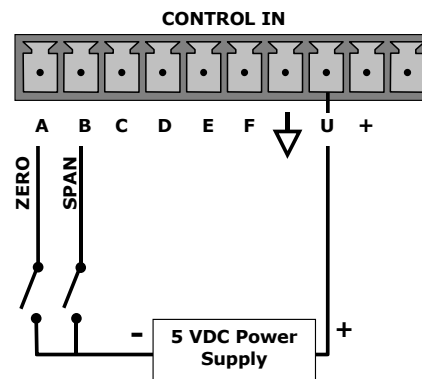 CONTROL IN
A B C D E F U +
ZERO
SPAN
- 5 VDC Power +
Supply